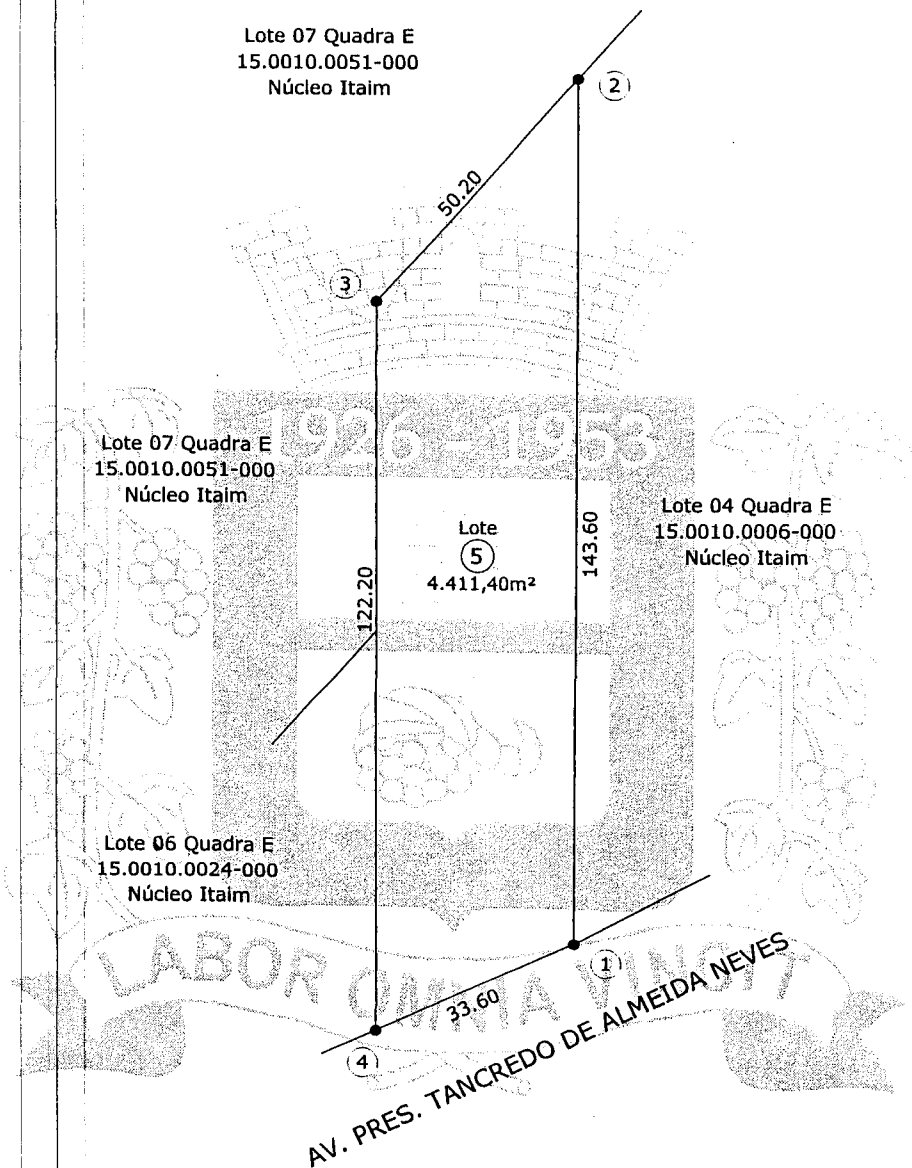 Lote 07 Quadra E
15.0010.0051-000
Núcleo Itaim
2
50.20
3
1926 - 1953
Lote 07 Quadra E
15.0010.0051-000
Núcleo Itaim
Lote
5
4.411,40m²
122.20
143.60
Lote 04 Quadra E
15.0010.0006-000
Núcleo Itaim
Lote 06 Quadra E
15.0010.0024-000
Núcleo Itaim
LABOR OMNIA VINCIT
1
33.60
4
AV. PRES. TANCREDO DE ALMEIDA NEVES